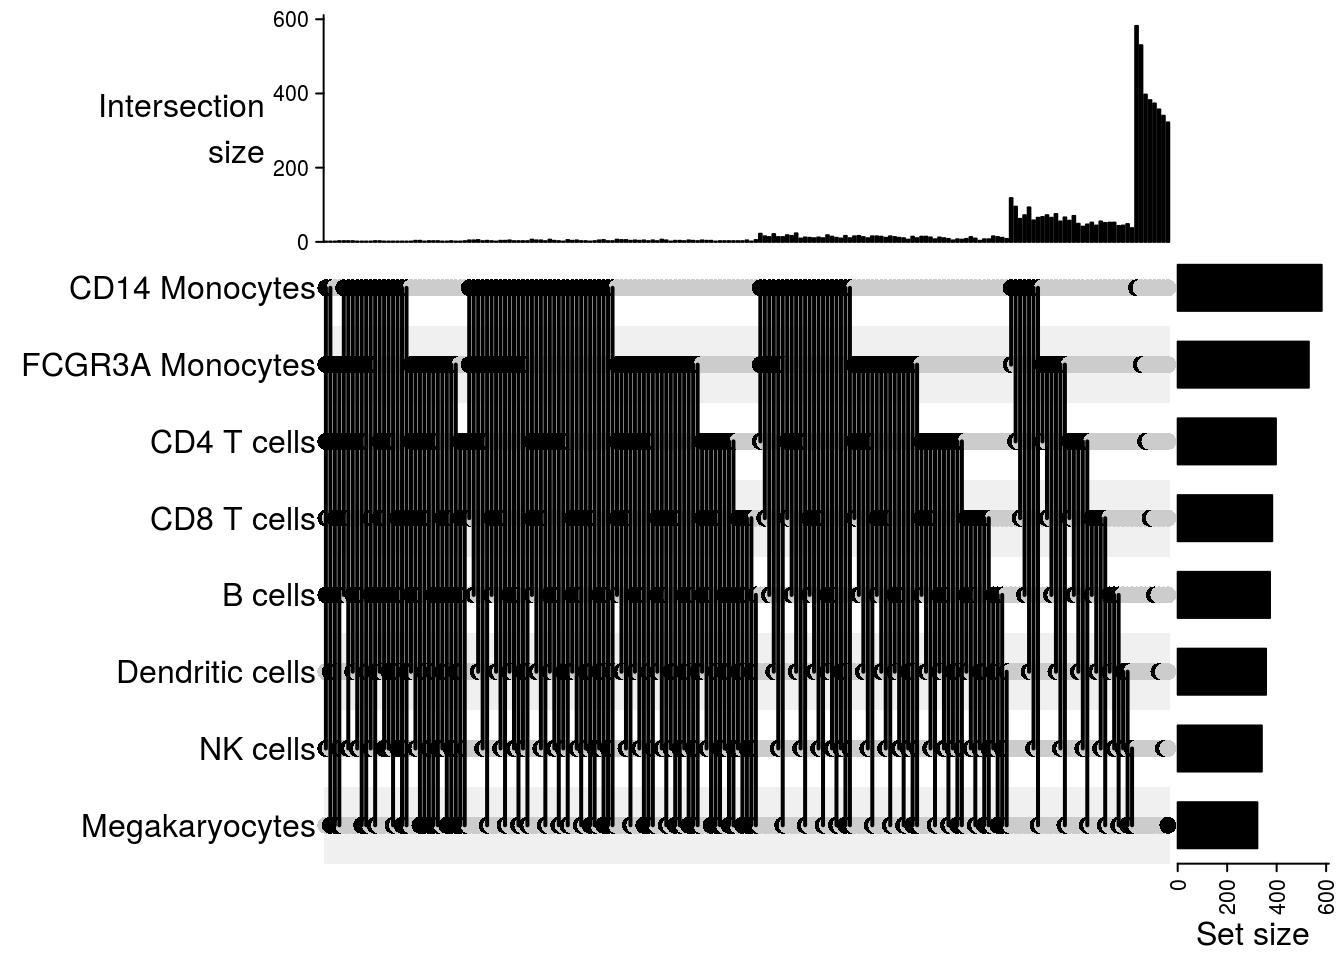 600
400
200
0
Intersection
size
CD14 Monocytes
FCGR3A Monocytes
CD4 T cells
CD8 T cells
B cells
Dendritic cells
NK cells
Megakaryocytes
0
200
400
600
Set size